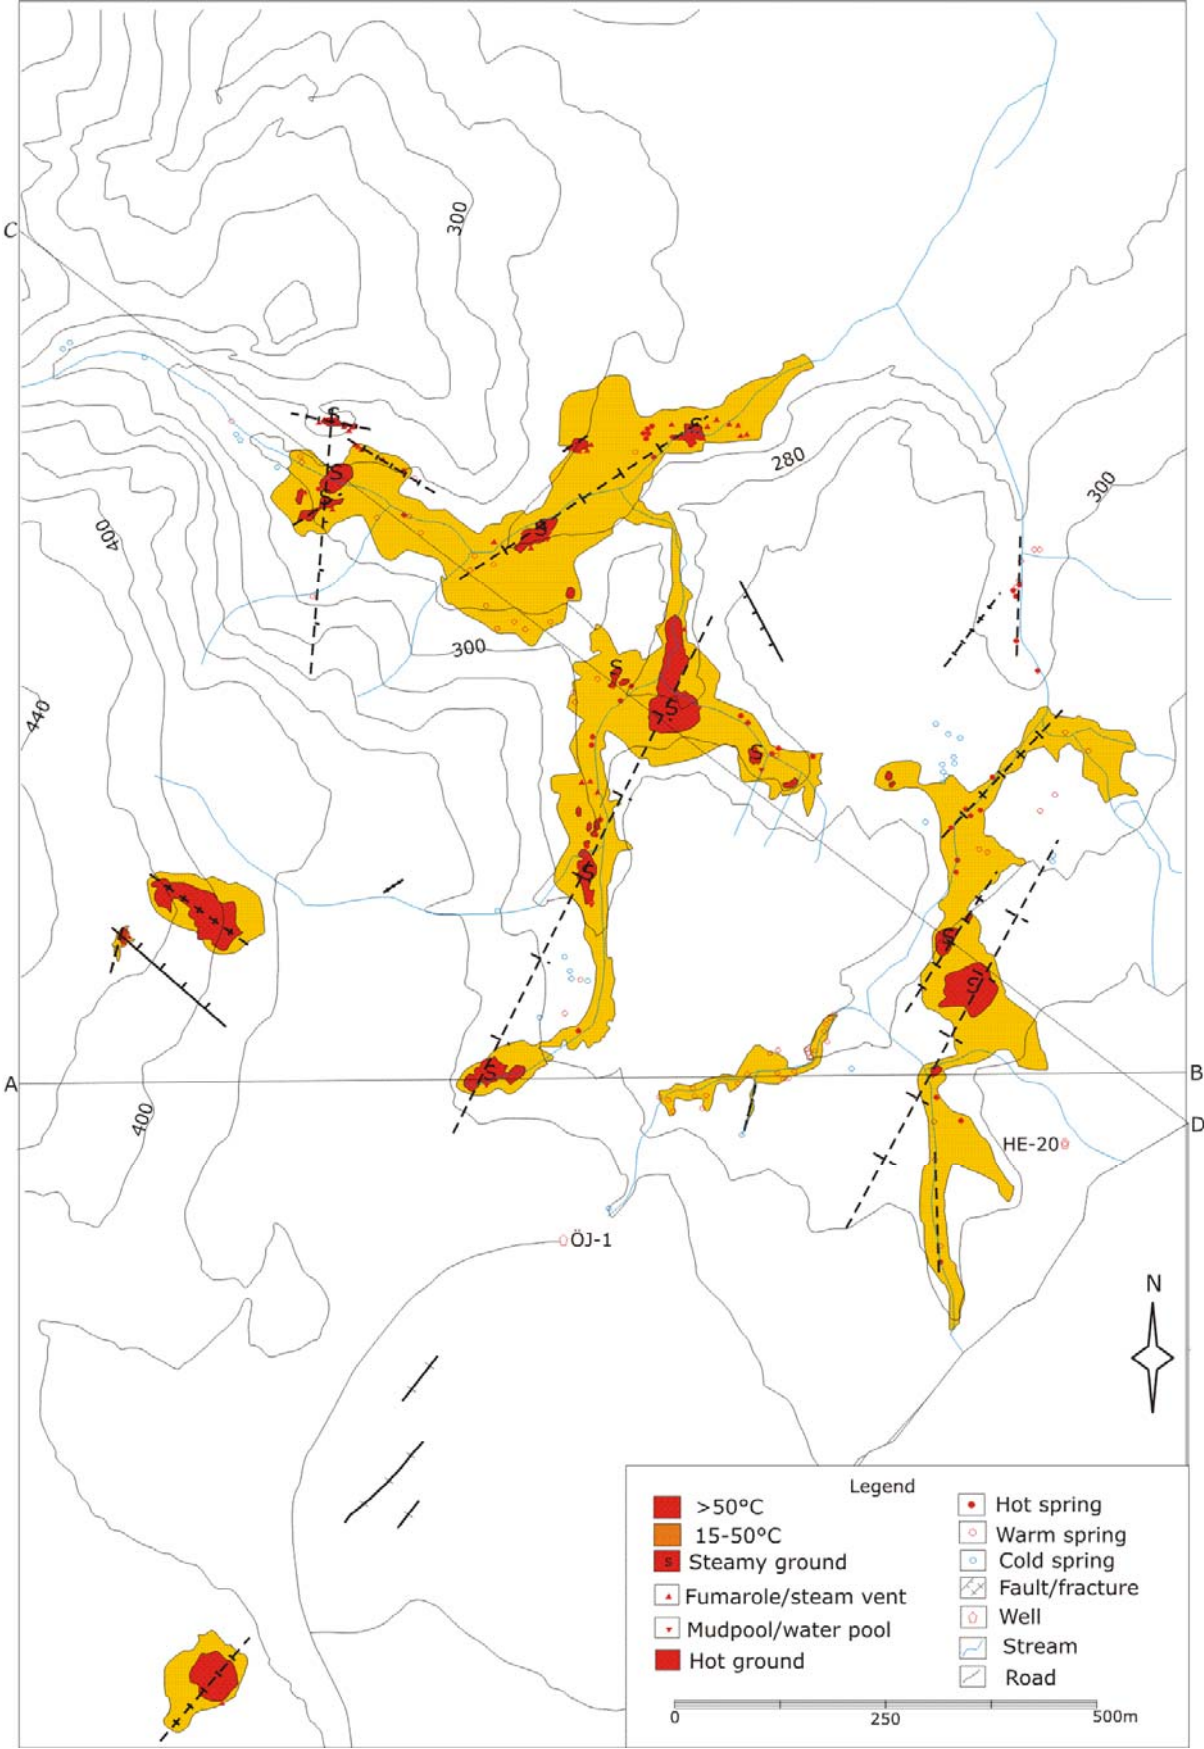 300
C
S
S
S
S
S
280
300
400
300
S
S
440
S
S
S
S
S
A
B
400
D
HE-20
ÖJ-1
N
Legend
>50°C
15-50°C
s Steamy ground
Fumarole/steam vent
Mudpool/water pool
Hot ground
Hot spring
Warm spring
Cold spring
Fault/fracture
Well
Stream
Road
0 250 500m